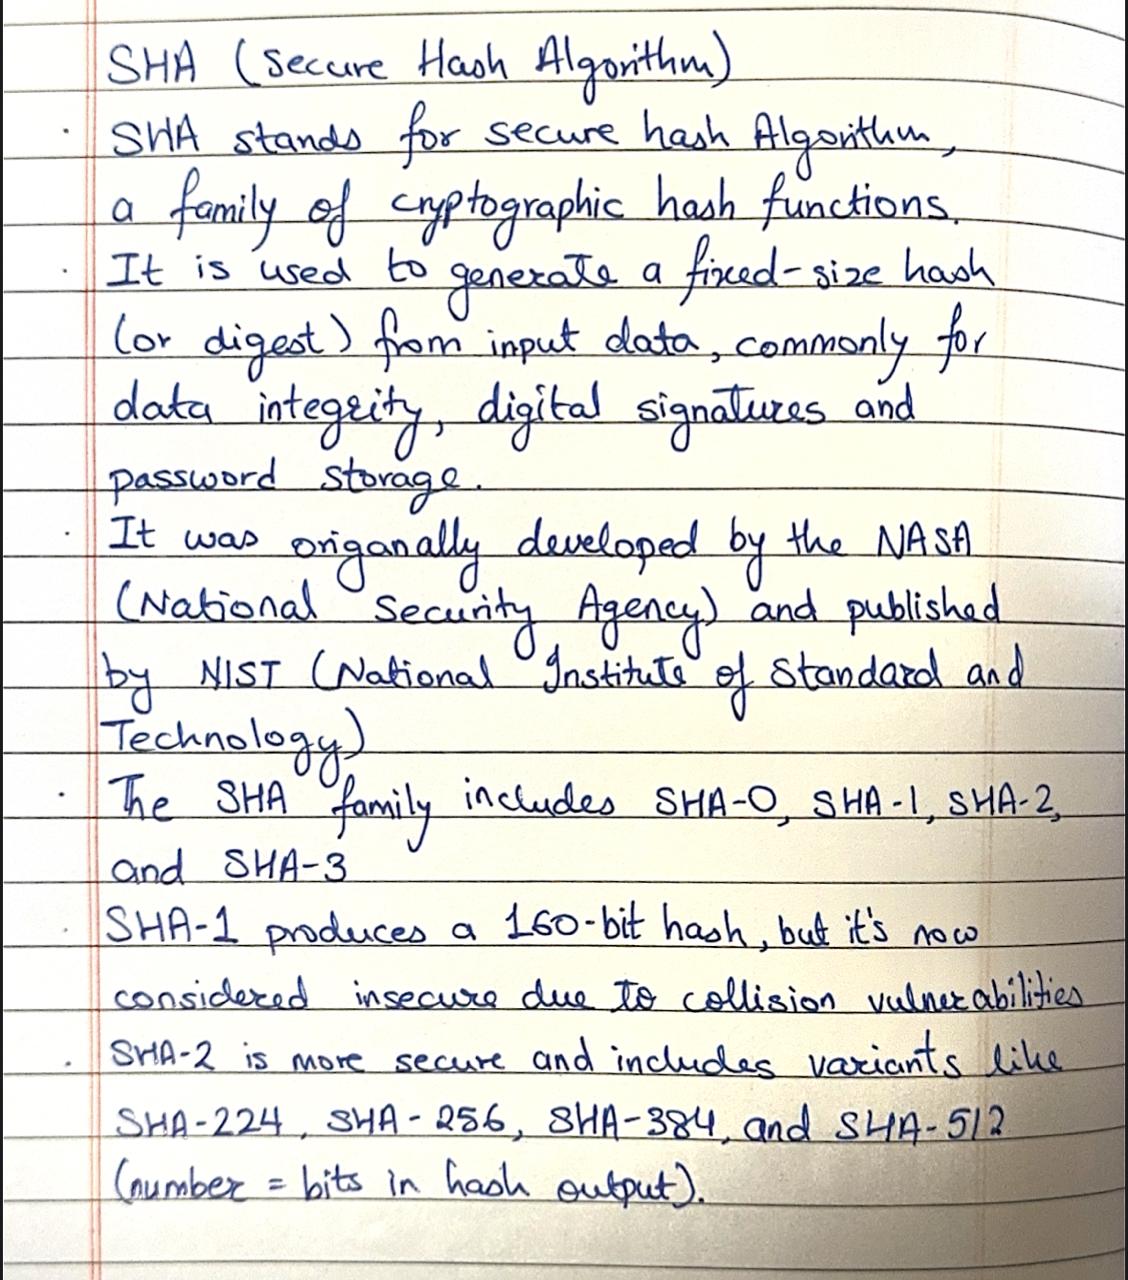 SHA (Secure Hash Algorithm)
· SHA stands for secure hash Algorithm,
a family of cryptographic hash functions.
· It is used to generate a fixed-size hash
(or digest) from input data, commonly for
data integrity, digital signatures and
password storage.
· It was origanally developed by the NASA
(National Security Agency) and published
by NIST (National Institute of Standard and
Technology)
· The SHA family includes SHA-0, SHA-1, SHA-2,
and SHA-3
· SHA-1 produces a 160-bit hash, but it's now
considered insecure due to collision vulnerabilities
· SHA-2 is more secure and includes variants like
SHA-224, SHA-256, SHA-384, and SHA-512
(number = bits in hash output).